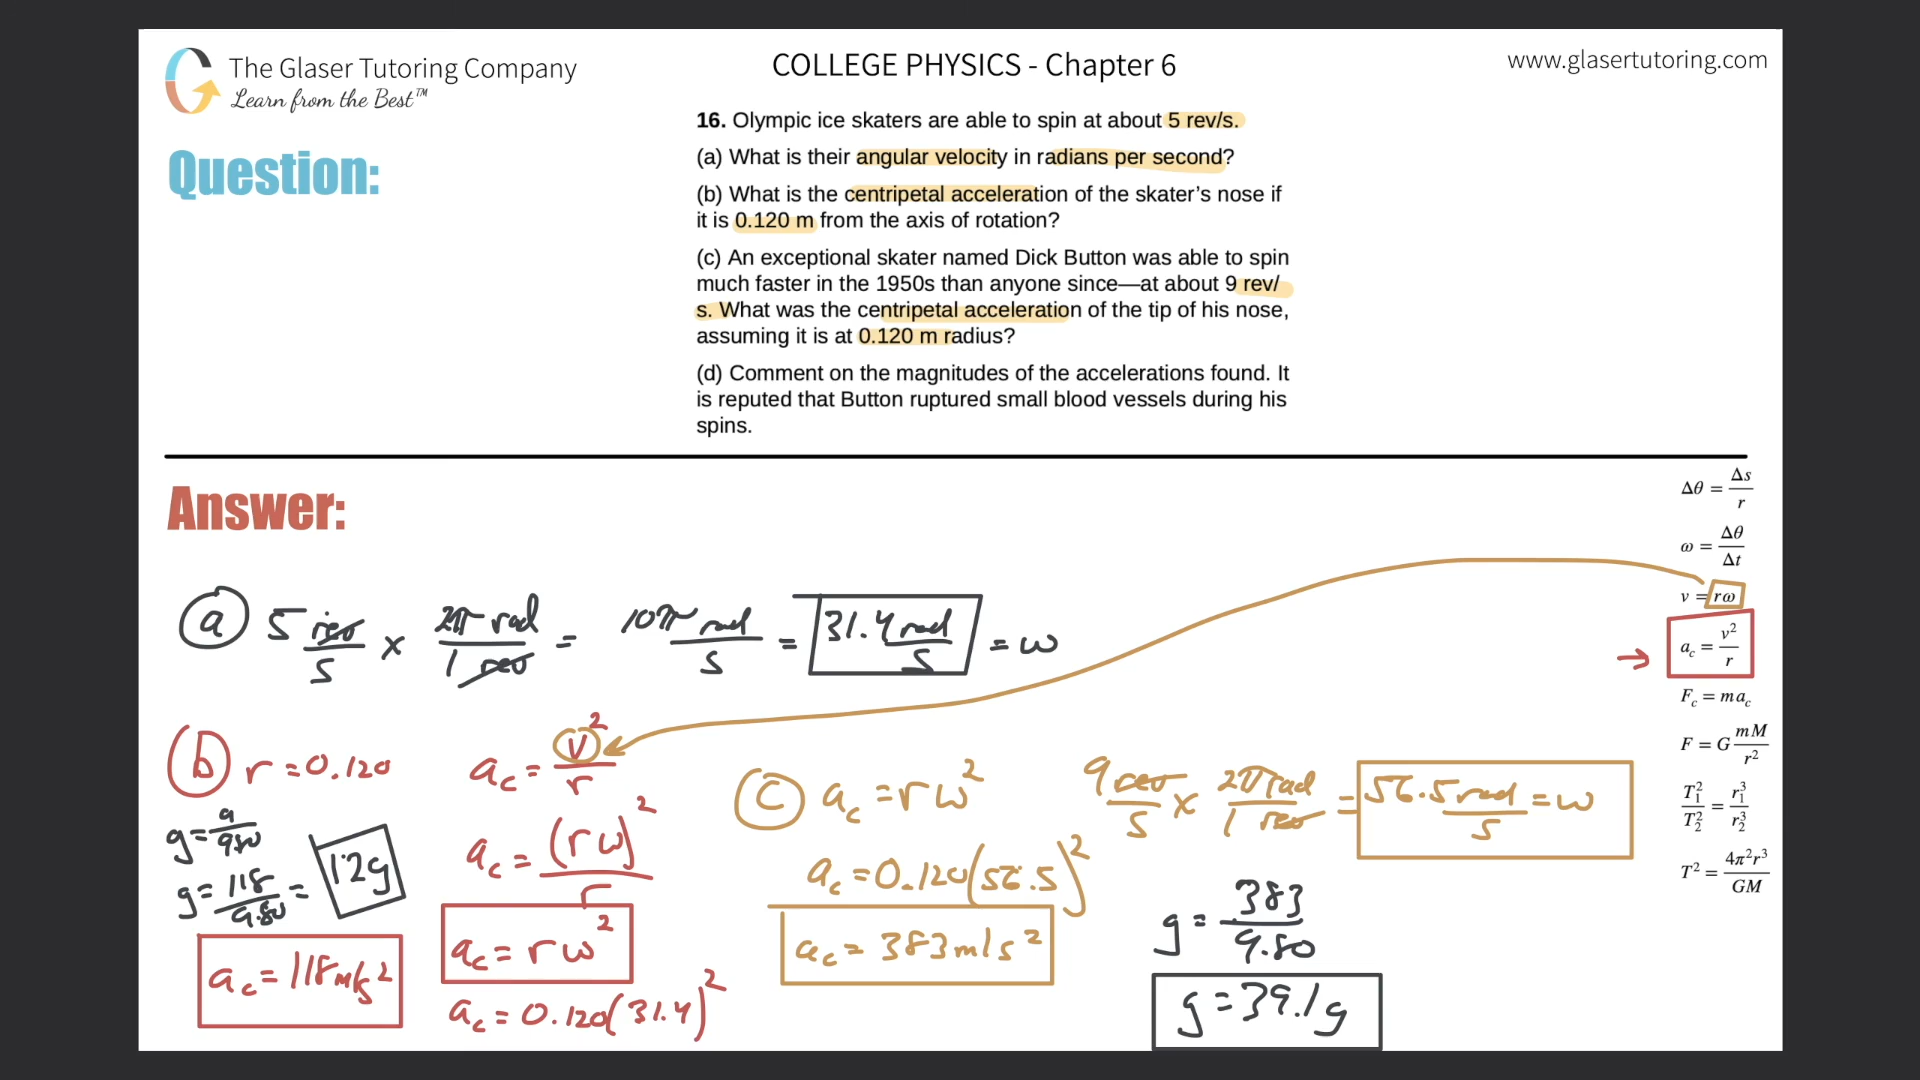 The Glaser Tutoring Company
Learn from the Best™
COLLEGE PHYSICS - Chapter 6
www.glasertutoring.com
Question:
16. Olympic ice skaters are able to spin at about 5 rev/s.
(a) What is their angular velocity in radians per second?
(b) What is the centripetal acceleration of the skater’s nose if
it is 0.120 m from the axis of rotation?
(c) An exceptional skater named Dick Button was able to spin
much faster in the 1950s than anyone since—at about 9 rev/
s. What was the centripetal acceleration of the tip of his nose,
assuming it is at 0.120 m radius?
(d) Comment on the magnitudes of the accelerations found. It
is reputed that Button ruptured small blood vessels during his
spins.
Answer:
a 5 rev/s × 2π rad/1 rev = 10π rad/s = 31.4 rad/s = ω
b r = 0.120
a_c = v²/r
a_c = (rω)²/r
a_c = rω²
a_c = 0.120(31.4)²
g = a/9.80
g = 118/9.80 = 12g
a_c = 118 m/s²
c a_c = rω²
9 rev/s × 2π rad/1 rev = 56.5 rad/s = ω
a_c = 0.120(56.5)²
a_c = 383 m/s²
g = 383/9.80
g = 39.1g
Δθ = Δs/r
ω = Δθ/Δt
v = rω
a_c = v²/r
F_c = ma_c
F = G mM/r²
T₁²/T₂² = r₁³/r₂³
T² = 4π²r³/GM